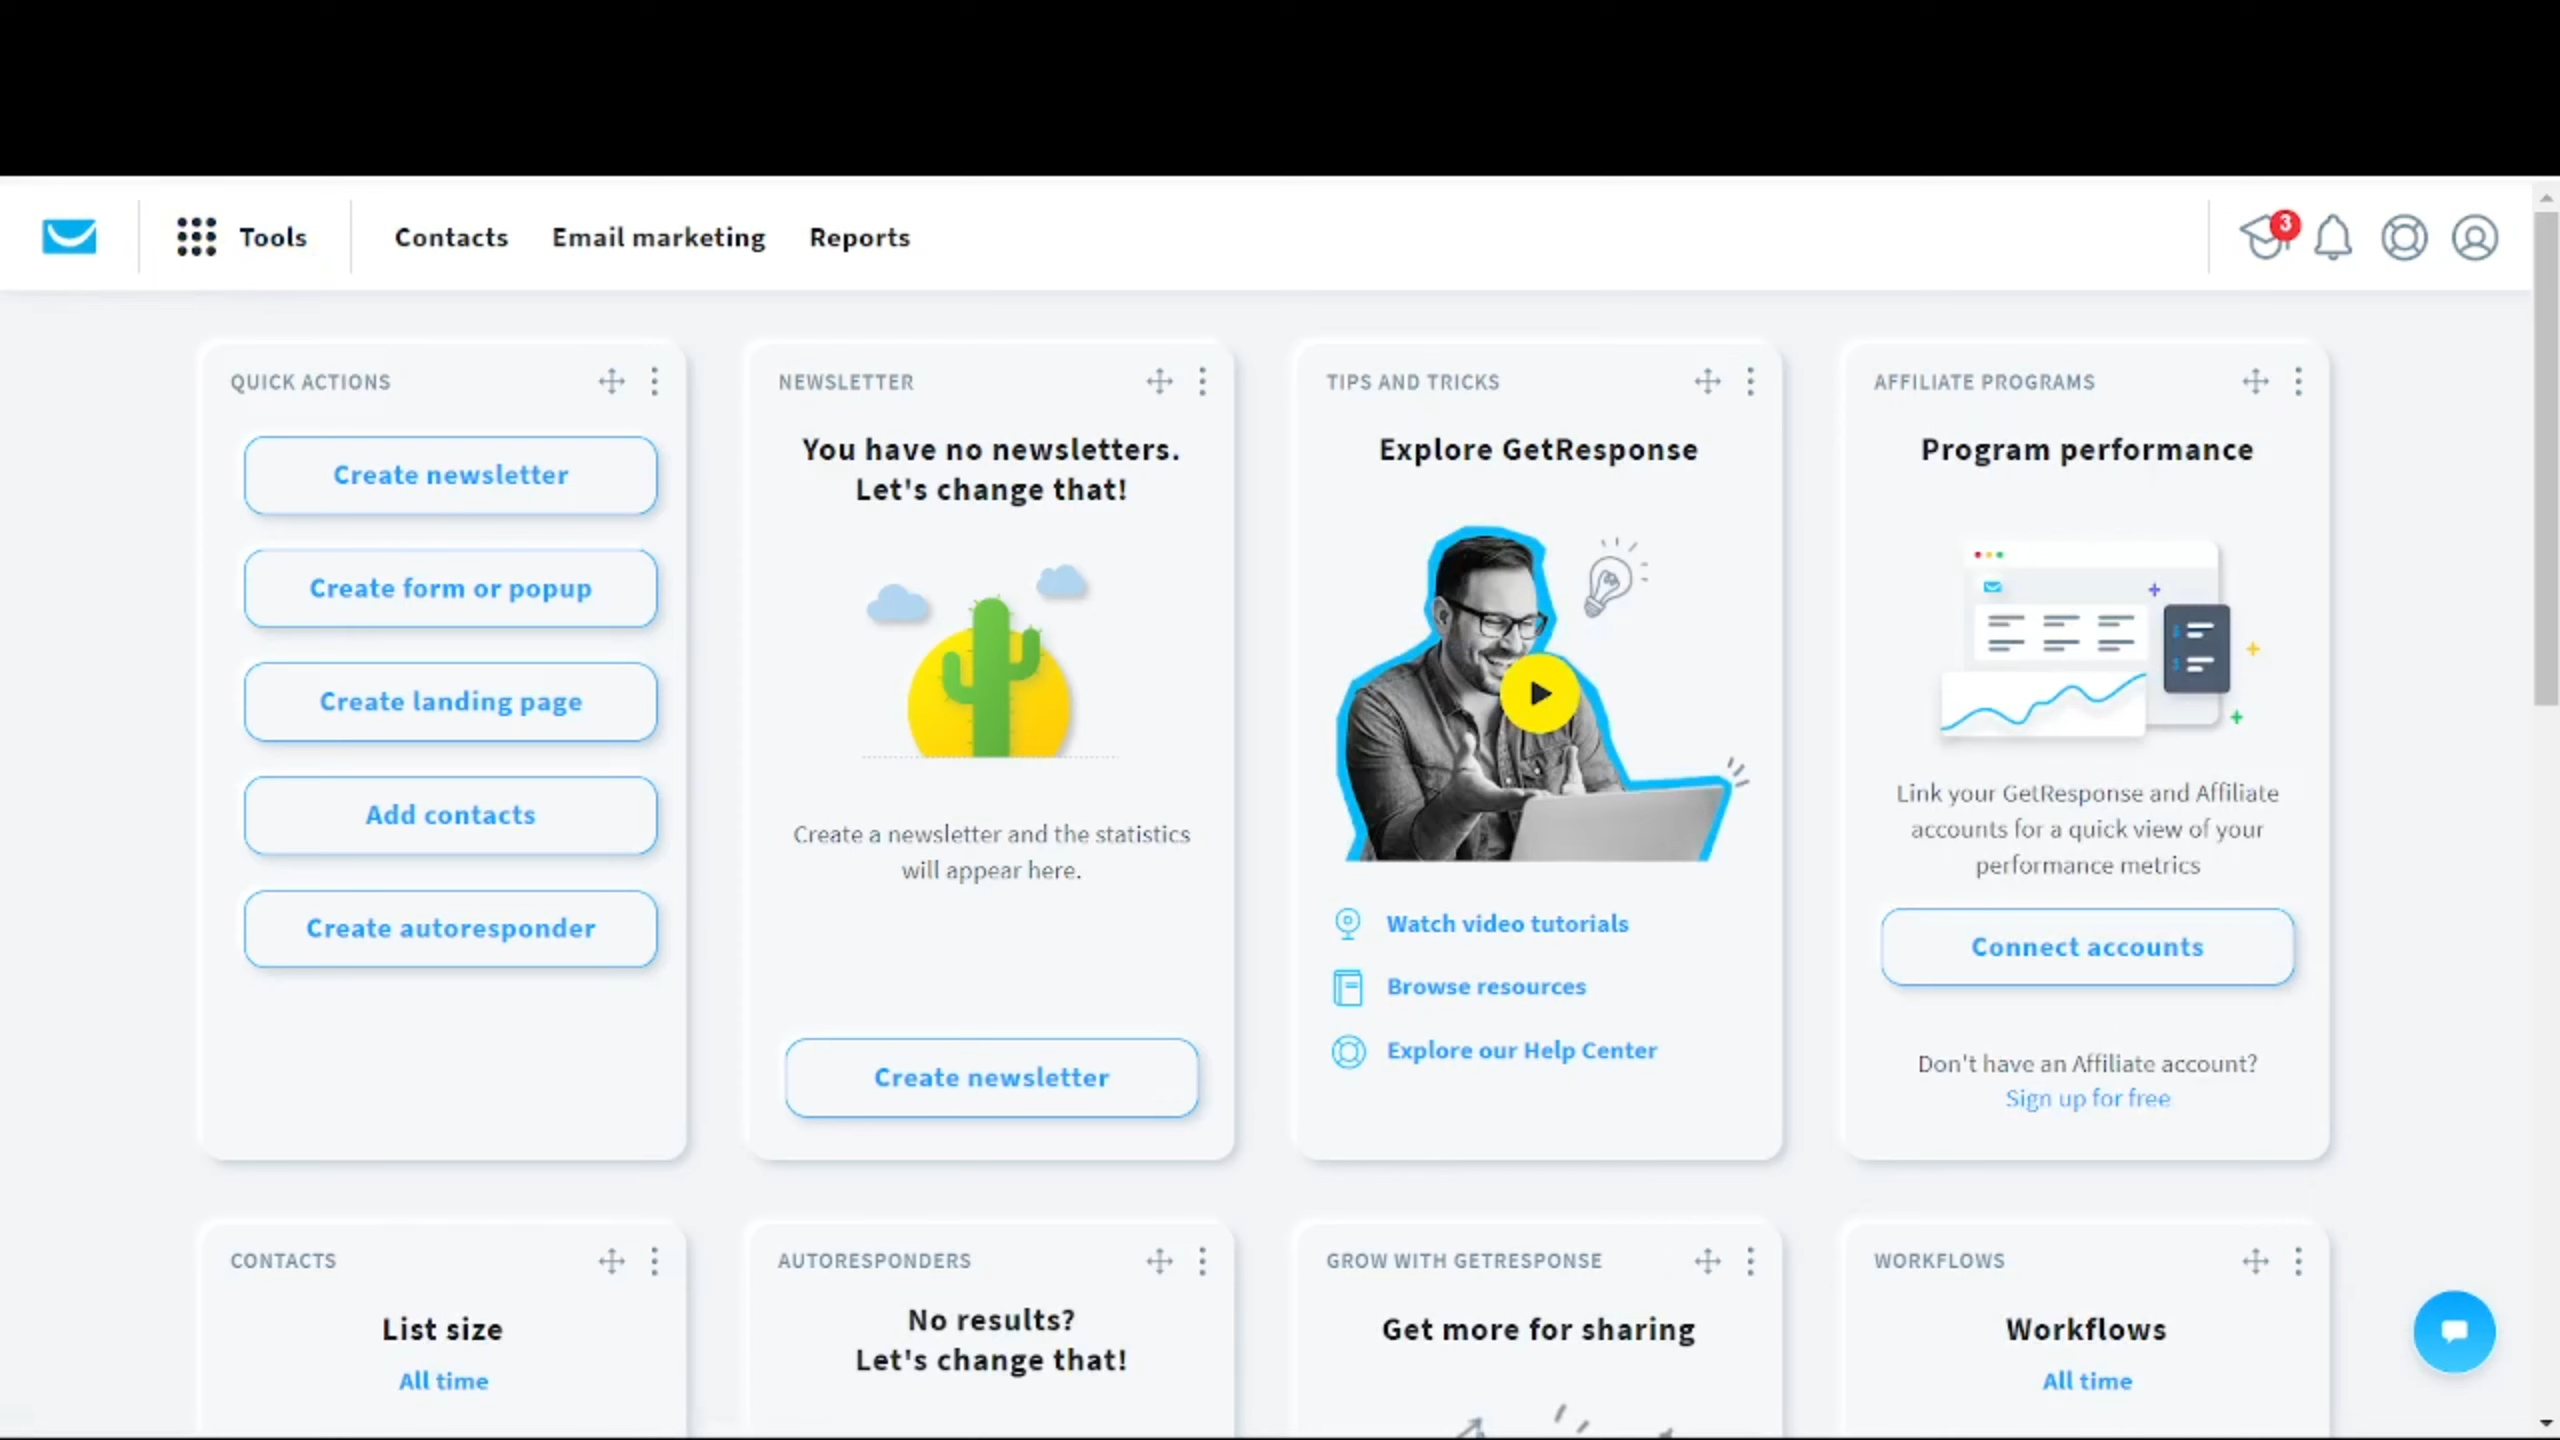 Tools
Contacts
Email marketing
Reports
3
QUICK ACTIONS
Create newsletter
Create form or popup
Create landing page
Add contacts
Create autoresponder
NEWSLETTER
You have no newsletters.
Let's change that!
Create a newsletter and the statistics
will appear here.
Create newsletter
TIPS AND TRICKS
Explore GetResponse
Watch video tutorials
Browse resources
Explore our Help Center
AFFILIATE PROGRAMS
Program performance
Link your GetResponse and Affiliate
accounts for a quick view of your
performance metrics
Connect accounts
Don't have an Affiliate account?
Sign up for free
CONTACTS
List size
All time
AUTORESPONDERS
No results?
Let's change that!
GROW WITH GETRESPONSE
Get more for sharing
WORKFLOWS
Workflows
All time